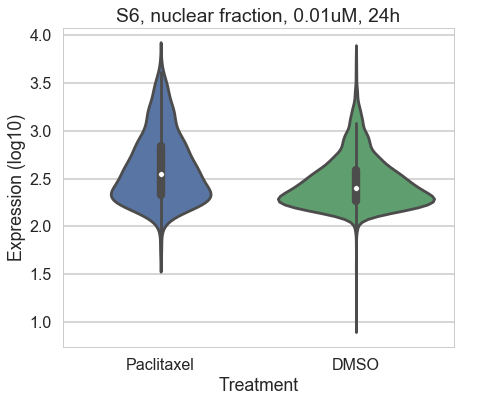 S6, nuclear fraction, 0.01uM, 24h
Expression (log10)
4.0
3.5
3.0
2.5
2.0
1.5
1.0
Paclitaxel
DMSO
Treatment